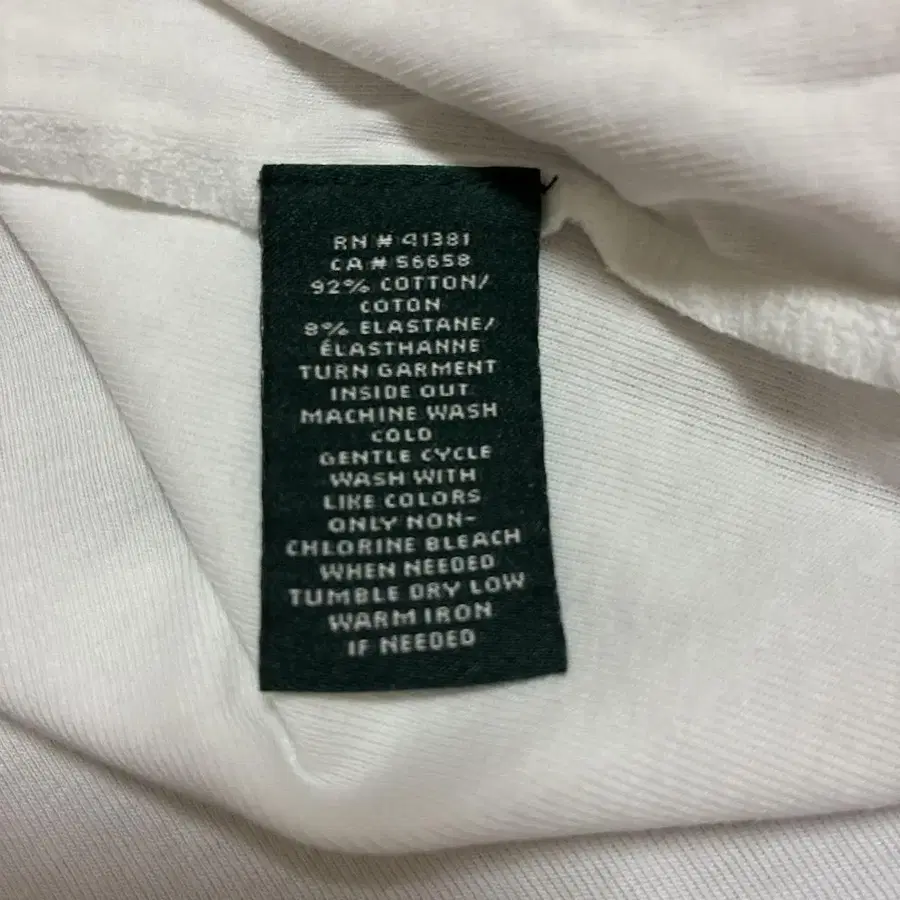 RN # 41381
CA # 56658
92% COTTON/
COTON
8% ELASTANE/
ÉLASTHANNE
TURN GARMENT
INSIDE OUT
MACHINE WASH
COLD
GENTLE CYCLE
WASH WITH
LIKE COLORS
ONLY NON-
CHLORINE BLEACH
WHEN NEEDED
TUMBLE DRY LOW
WARM IRON
IF NEEDED